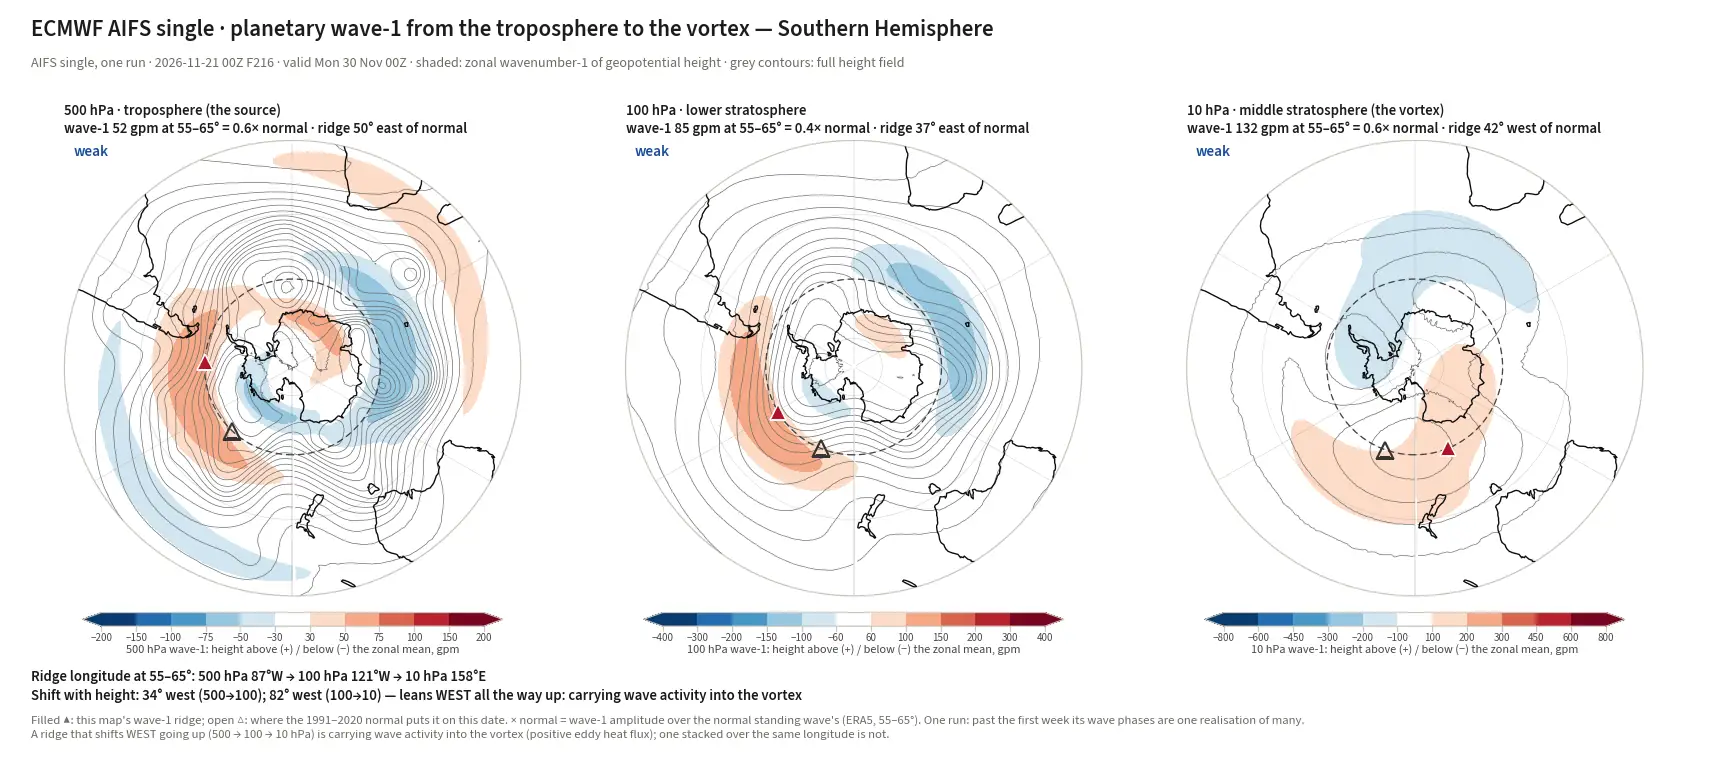 ECMWF AIFS single · planetary wave-1 from the troposphere to the vortex — Southern Hemisphere
AIFS single, one run · 2026-11-21 00Z F216 · valid Mon 30 Nov 00Z · shaded: zonal wavenumber-1 of geopotential height · grey contours: full height field
500 hPa · troposphere (the source)
wave-1 52 gpm at 55–65° = 0.6× normal · ridge 50° east of normal
weak
100 hPa · lower stratosphere
wave-1 85 gpm at 55–65° = 0.4× normal · ridge 37° east of normal
weak
10 hPa · middle stratosphere (the vortex)
wave-1 132 gpm at 55–65° = 0.6× normal · ridge 42° west of normal
weak
−200 −150 −100 −75 −50 −30 30 50 75 100 150 200
500 hPa wave-1: height above (+) / below (−) the zonal mean, gpm
−400 −300 −200 −150 −100 −60 60 100 150 200 300 400
100 hPa wave-1: height above (+) / below (−) the zonal mean, gpm
−800 −600 −450 −300 −200 −100 100 200 300 450 600 800
10 hPa wave-1: height above (+) / below (−) the zonal mean, gpm
Ridge longitude at 55–65°: 500 hPa 87°W → 100 hPa 121°W → 10 hPa 158°E
Shift with height: 34° west (500→100); 82° west (100→10) — leans WEST all the way up: carrying wave activity into the vortex
Filled ▲: this map's wave-1 ridge; open △: where the 1991–2020 normal puts it on this date. × normal = wave-1 amplitude over the normal standing wave's (ERA5, 55–65°). One run: past the first week its wave phases are one realisation of many.
A ridge that shifts WEST going up (500 → 100 → 10 hPa) is carrying wave activity into the vortex (positive eddy heat flux); one stacked over the same longitude is not.